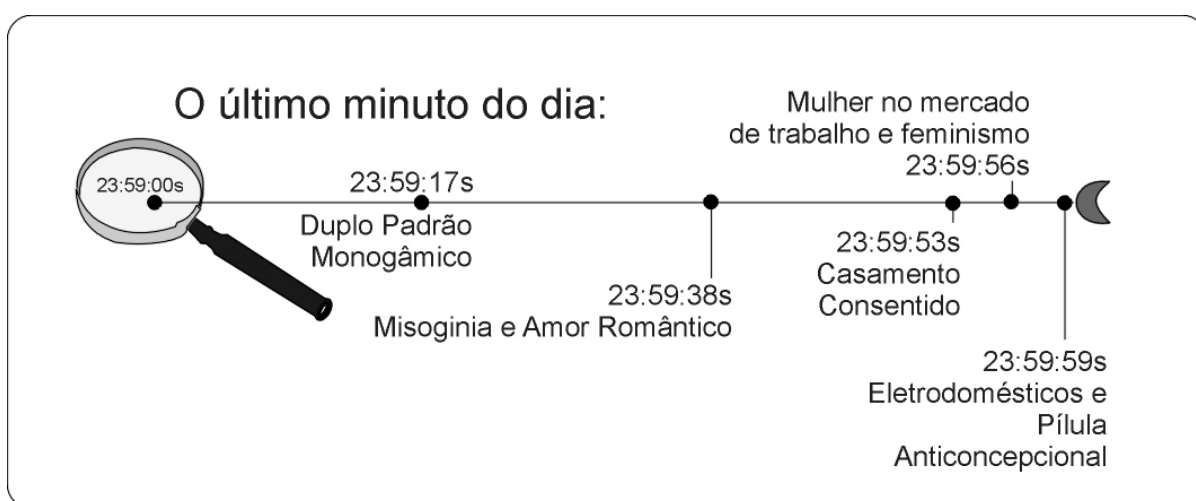 O último minuto do dia:
23:59:00s
23:59:17s
Duplo Padrão
Monogâmico
23:59:38s
Misoginia e Amor Romântico
Mulher no mercado
de trabalho e feminismo
23:59:56s
23:59:53s
Casamento
Consentido
23:59:59s
Eletrodomésticos e
Pílula
Anticoncepcional